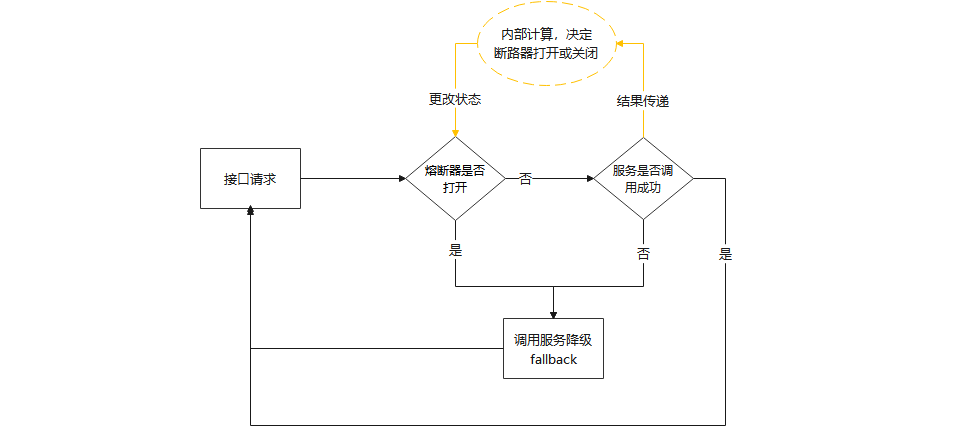 内部计算，决定
断路器打开或关闭
更改状态
结果传递
接口请求
熔断器是否
打开
否
服务是否调
用成功
是
否
是
调用服务降级
fallback